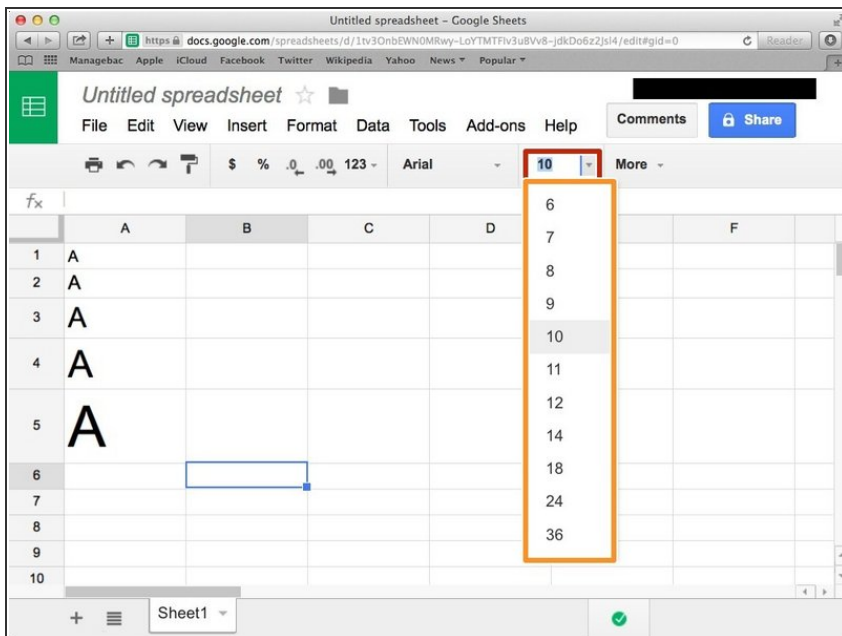 Untitled spreadsheet – Google Sheets
https docs.google.com/spreadsheets/d/1tv3OnbEWN0MRwy-LoYTMTFlv3uBVv8-jkDo6z2JsI4/edit#gid=0 Reader
Managebac Apple iCloud Facebook Twitter Wikipedia Yahoo News Popular
Untitled spreadsheet
File Edit View Insert Format Data Tools Add-ons Help Comments Share
$ % .0 .00 123 Arial 10 More
fx
A B C D F
1 A
2 A
3 A
4 A
5 A
6
7
8
9
10
6
7
8
9
10
11
12
14
18
24
36
+ Sheet1